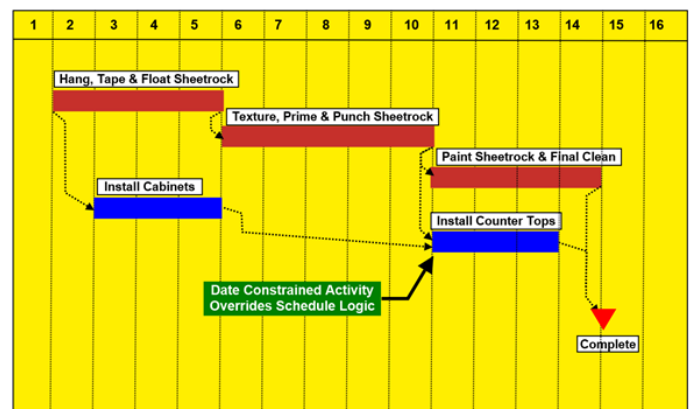 1 2 3 4 5 6 7 8 9 10 11 12 13 14 15 16
Hang, Tape & Float Sheetrock
Texture, Prime & Punch Sheetrock
Paint Sheetrock & Final Clean
Install Cabinets
Install Counter Tops
Date Constrained Activity
Overrides Schedule Logic
Complete